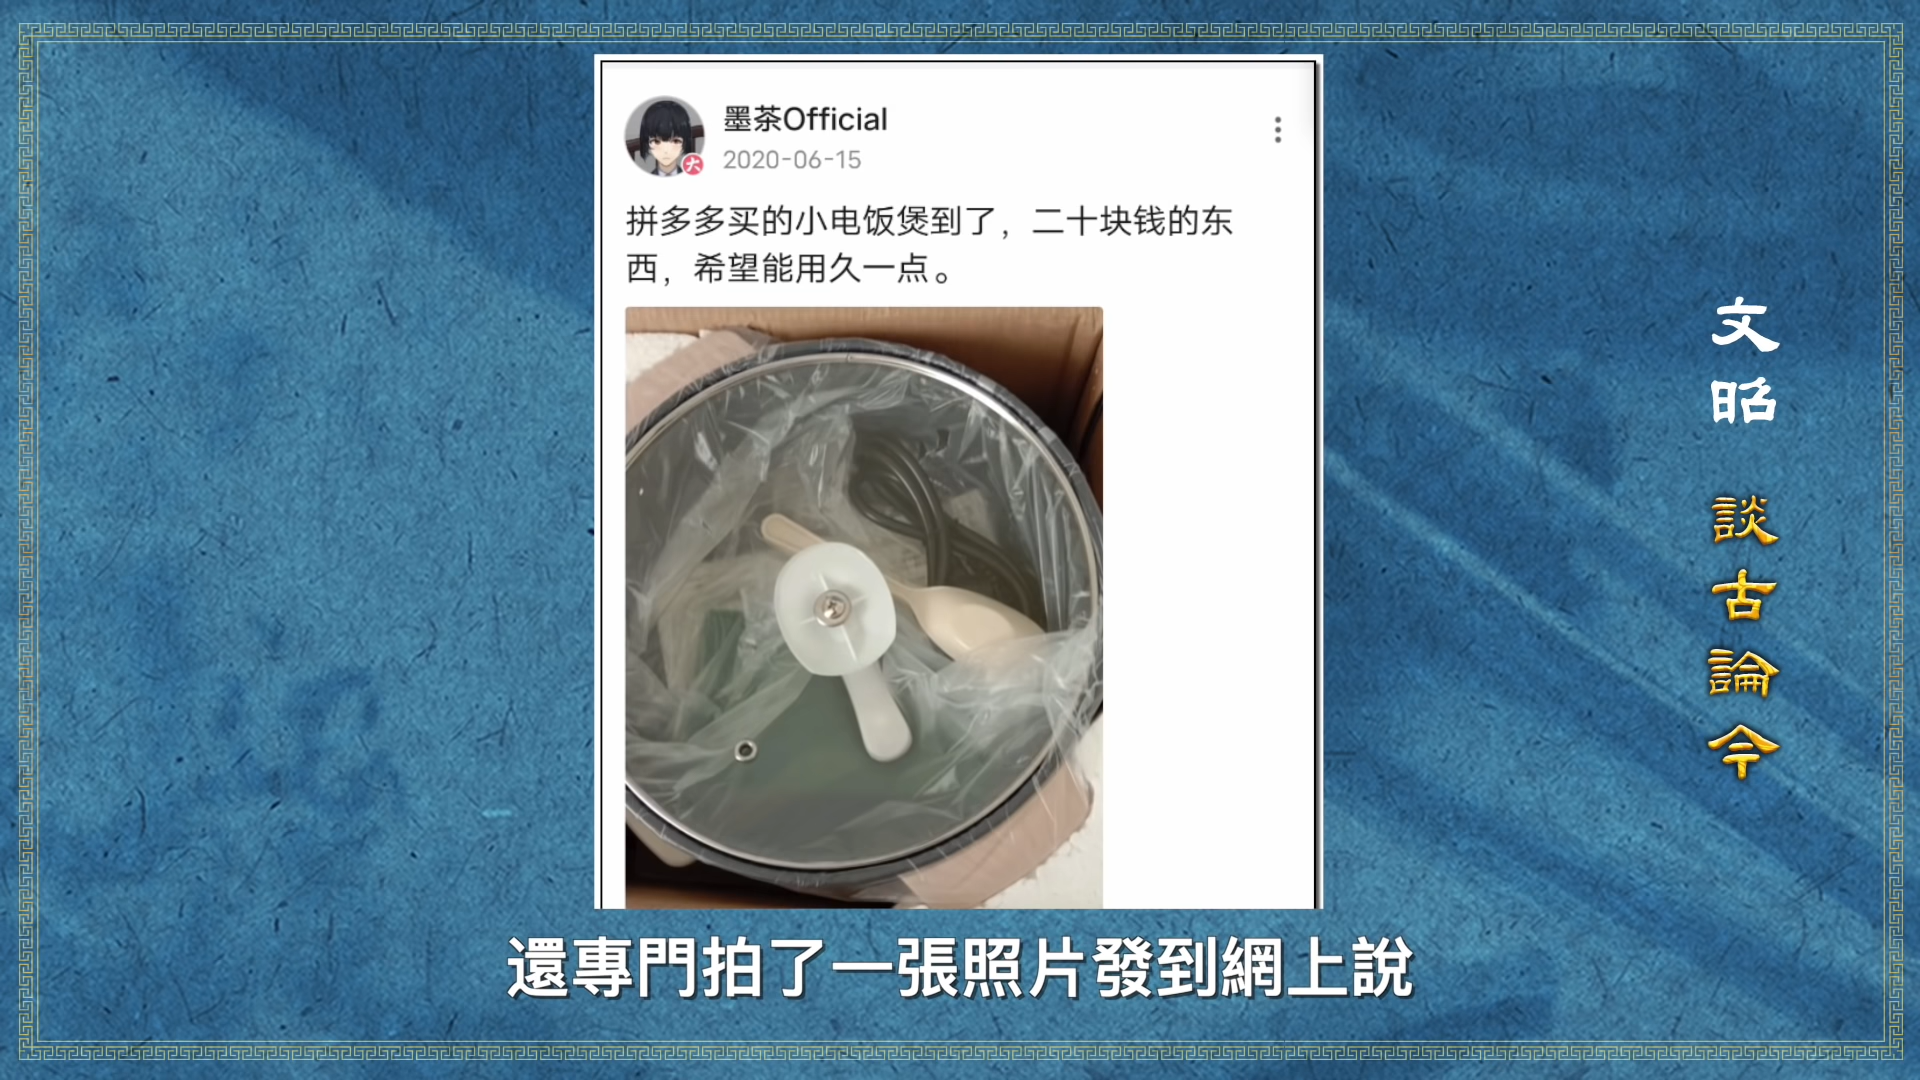 墨茶Official
2020-06-15
拼多多买的小电饭煲到了，二十块钱的东
西，希望能用久一点。
文昭 談古論今
還專門拍了一張照片發到網上說